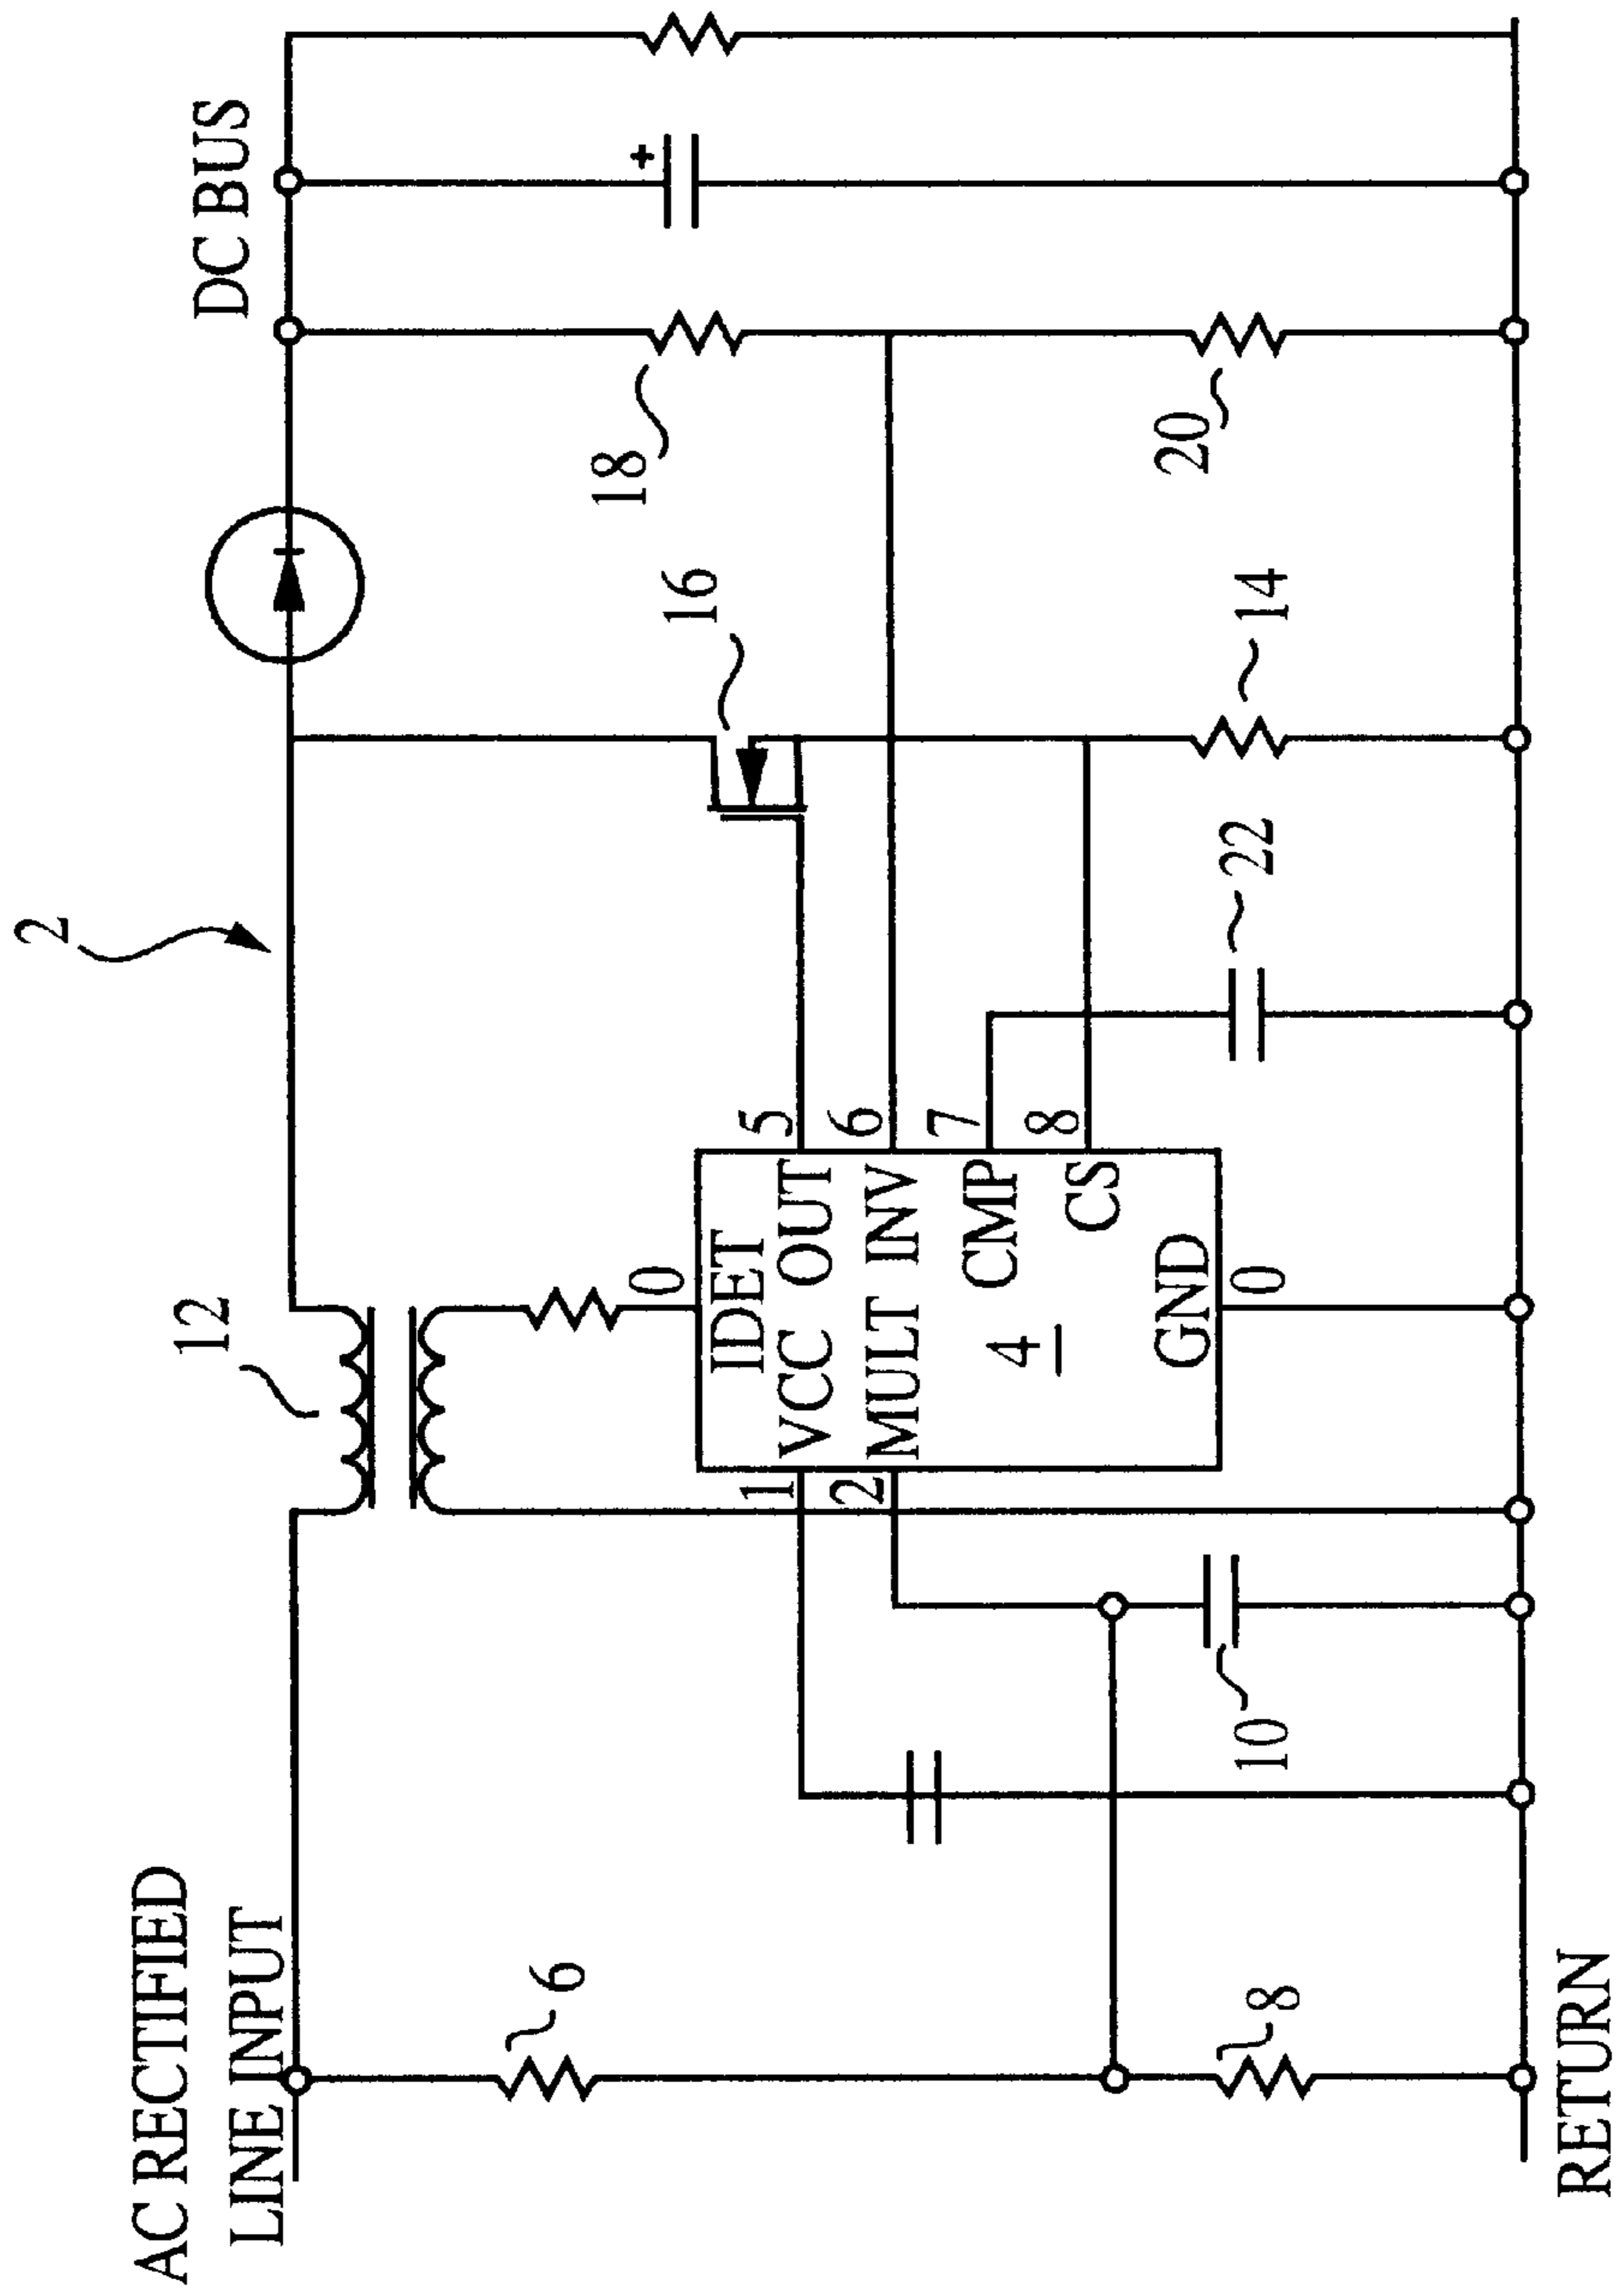 2
12
DC BUS
AC RECTIFIED
LINE INPUT
16
18
6
0
IDET
1
VCC OUT
5
2
MULT INV
6
4
CMP
7
CS
8
GND
0
10
22
14
20
8
RETURN
+